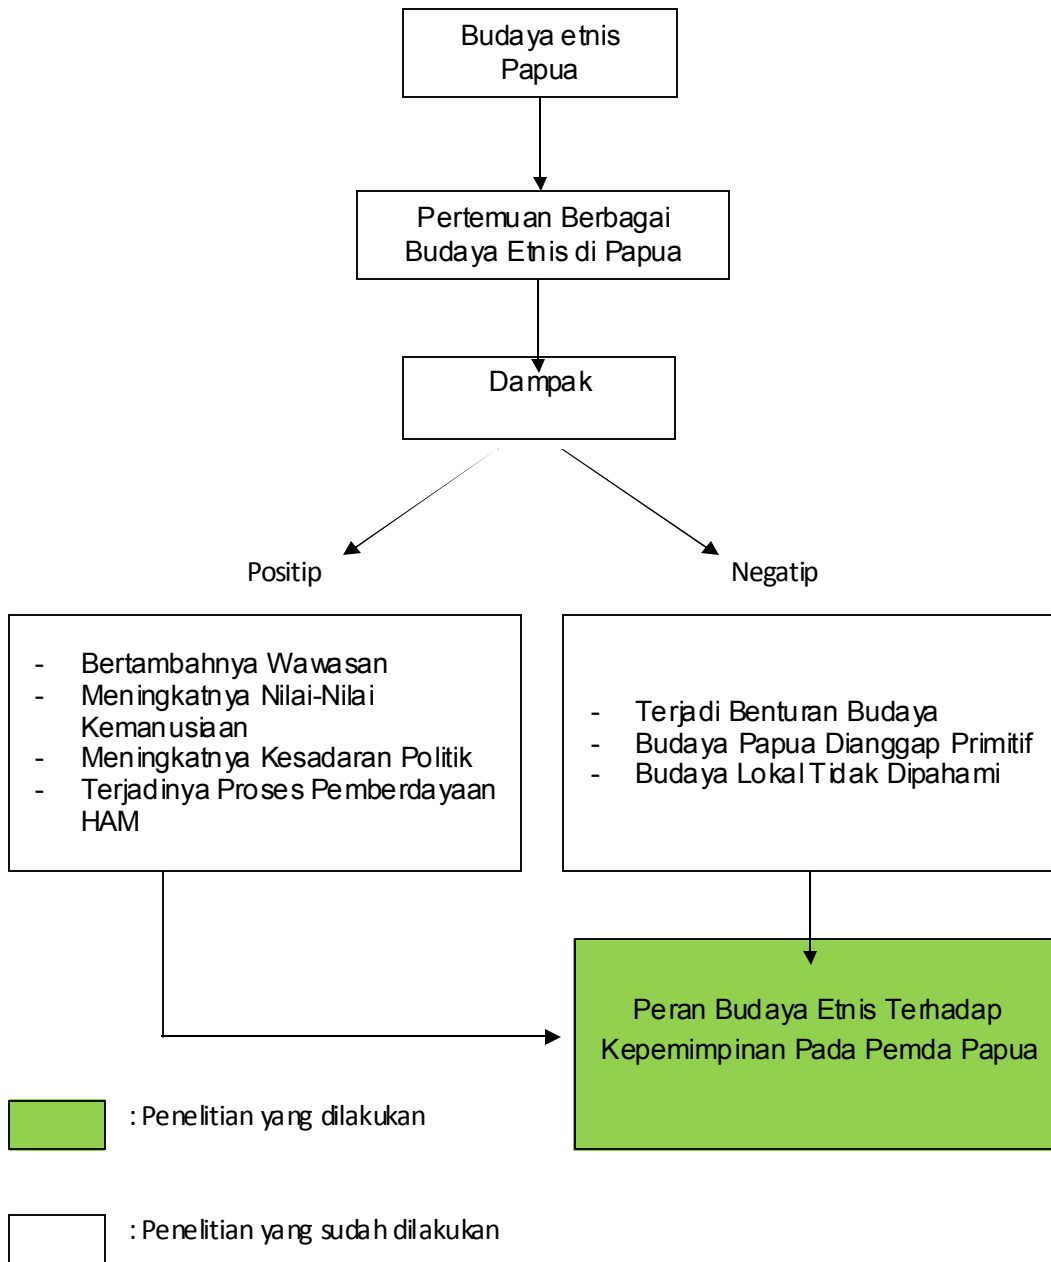 Budaya etnis
Papua
Pertemuan Berbagai
Budaya Etnis di Papua
Dampak
Positip
Negatip
- Bertambahnya Wawasan
- Meningkatnya Nilai-Nilai
Kemanusiaan
- Meningkatnya Kesadaran Politik
- Terjadinya Proses Pemberdayaan
HAM
- Terjadi Benturan Budaya
- Budaya Papua Dianggap Primitif
- Budaya Lokal Tidak Dipahami
Peran Budaya Etnis Terhadap
Kepemimpinan Pada Pemda Papua
: Penelitian yang dilakukan
: Penelitian yang sudah dilakukan